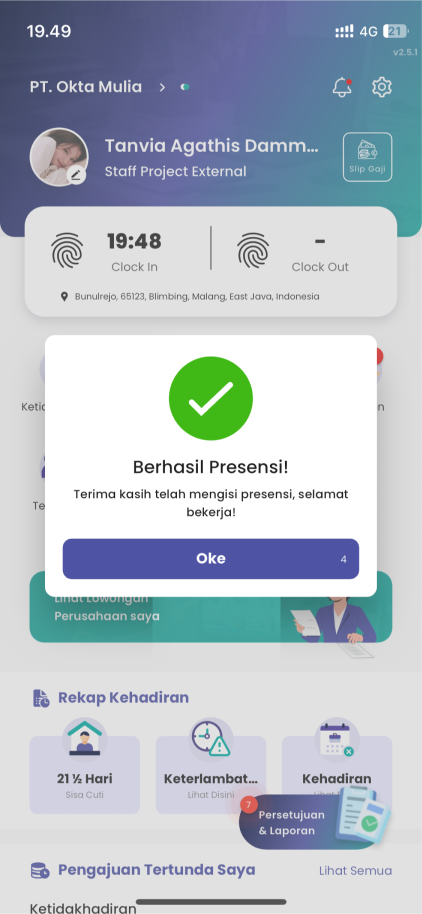 19.49
4G 21
v2.5.1
PT. Okta Mulia
Tanvia Agathis Damm...
Staff Project External
Slip Gaji
19:48
Clock In
-
Clock Out
Bunulrejo, 65123, Blimbing, Malang, East Java, Indonesia
Berhasil Presensi!
Terima kasih telah mengisi presensi, selamat
bekerja!
Oke
4
Lihat Lowongan
Perusahaan saya
Rekap Kehadiran
21 ½ Hari
Sisa Cuti
Keterlambat...
Lihat Disini
Kehadiran
7
Persetujuan
& Laporan
Pengajuan Tertunda Saya
Lihat Semua
Ketidakhadiran